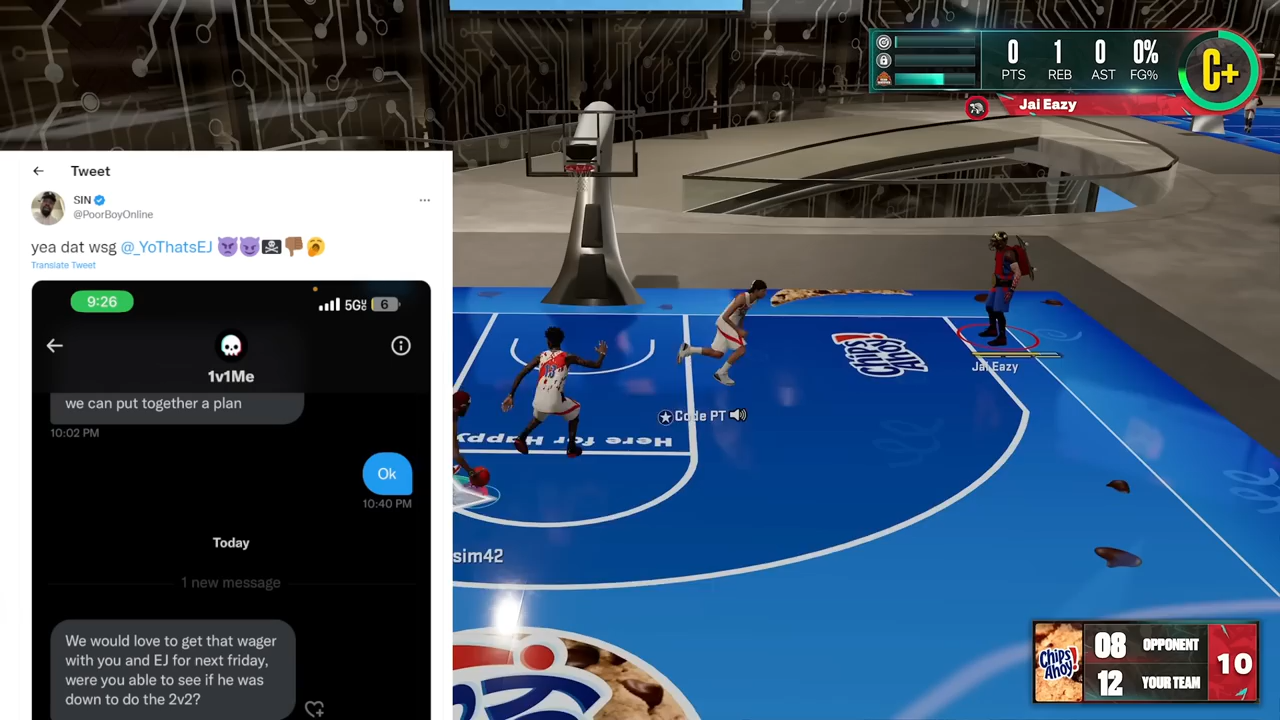 Tweet
SIN
@PoorBoyOnline
yea dat wsg @_YoThatsEJ 😈😈☠️👎🏾🥱
Translate Tweet
9:26
5G
6
1v1Me
we can put together a plan
10:02 PM
Ok
10:40 PM
Today
1 new message
We would love to get that wager
with you and EJ for next friday,
were you able to see if he was
down to do the 2v2?
0 1 0 0%
PTS REB AST FG%
C+
Jai Eazy
Jai Eazy
Code PT
Chips Ahoy!
Here for Happy
sim42
Chips Ahoy!
08 OPPONENT
12 YOUR TEAM
10